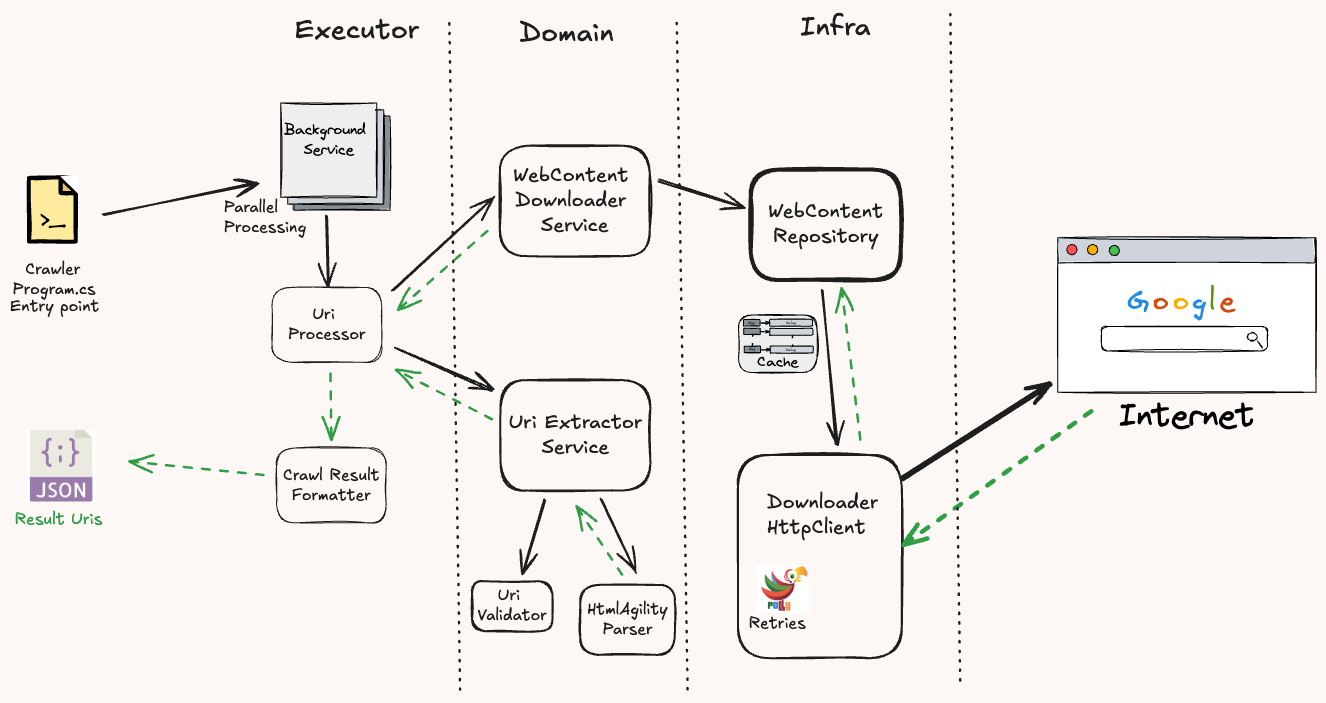 Executor
Domain
Infra
Background
Service
Parallel
Processing
Crawler
Program.cs
Entry point
Uri
Processor
Crawl Result
Formatter
JSON
Result Uris
WebContent
Downloader
Service
Uri Extractor
Service
Uri
Validator
HtmlAgility
Parser
WebContent
Repository
Cache
Downloader
HttpClient
Polly
Retries
Google
Internet